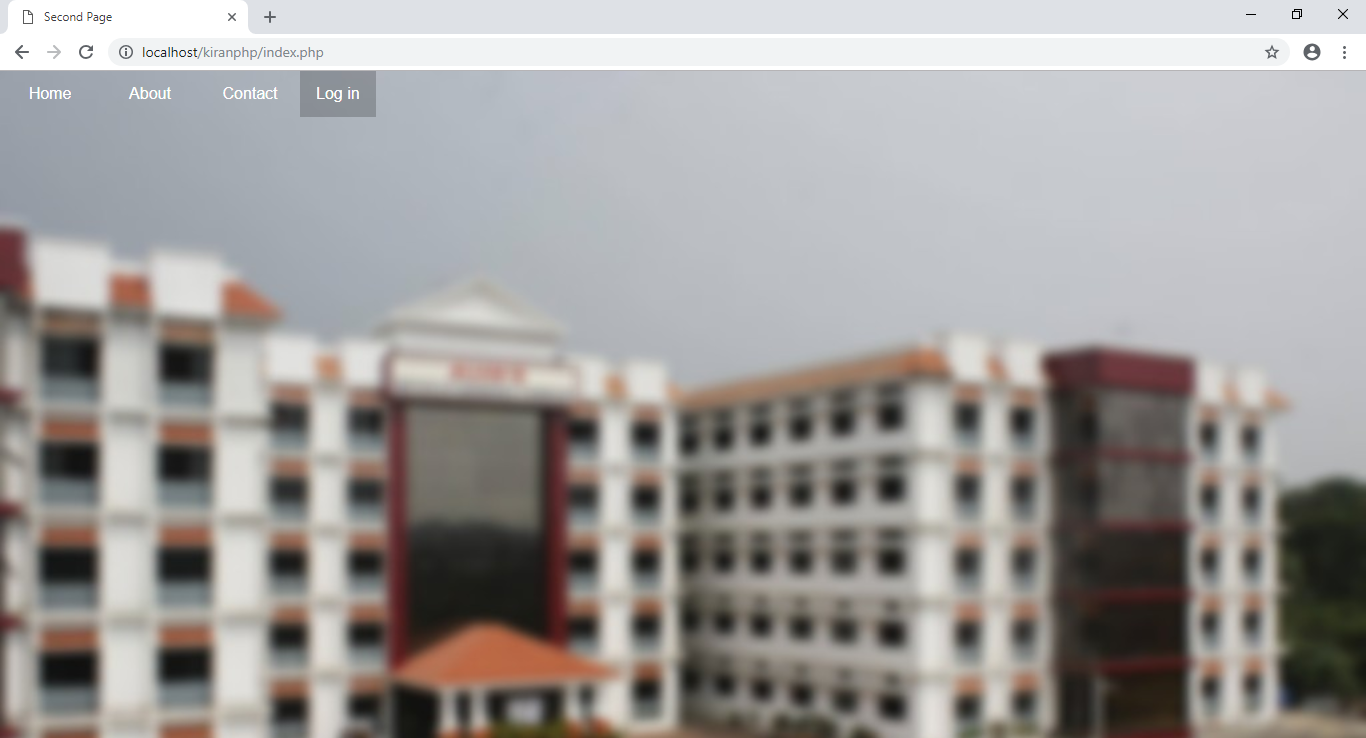 Second Page
localhost/kiranphp/index.php
Home About Contact Log in